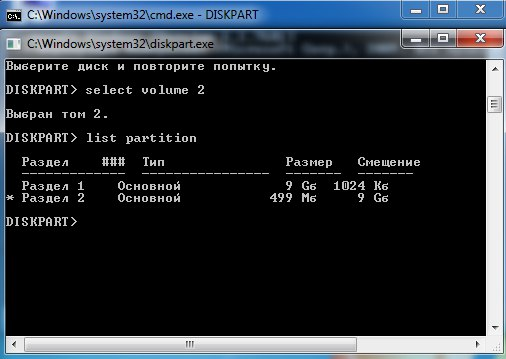 C:\Windows\system32\cmd.exe - DISKPART
C:\Windows\system32\diskpart.exe
Выберите диск и повторите попытку.
DISKPART> select volume 2
Выбран том 2.
DISKPART> list partition
Раздел ### Тип Размер Смещение
--------------- ------------------ ------- --------
Раздел 1 Основной 9 Gб 1024 Kб
* Раздел 2 Основной 499 Mб 9 Gб
DISKPART>